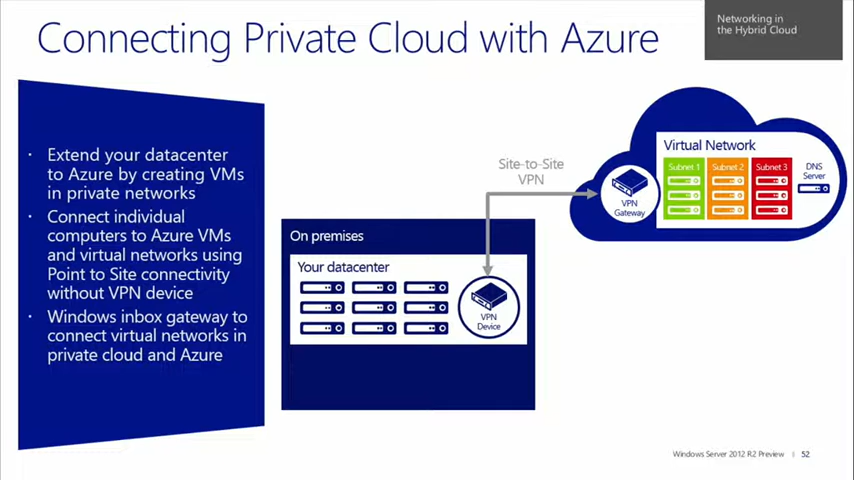 Connecting Private Cloud with Azure
Networking in
the Hybrid Cloud
· Extend your datacenter
to Azure by creating VMs
in private networks
· Connect individual
computers to Azure VMs
and virtual networks using
Point to Site connectivity
without VPN device
· Windows inbox gateway to
connect virtual networks in
private cloud and Azure
On premises
Your datacenter
VPN
Device
Site-to-Site
VPN
VPN
Gateway
Virtual Network
Subnet 1
Subnet 2
Subnet 3
DNS
Server
Windows Server 2012 R2 Preview | 52